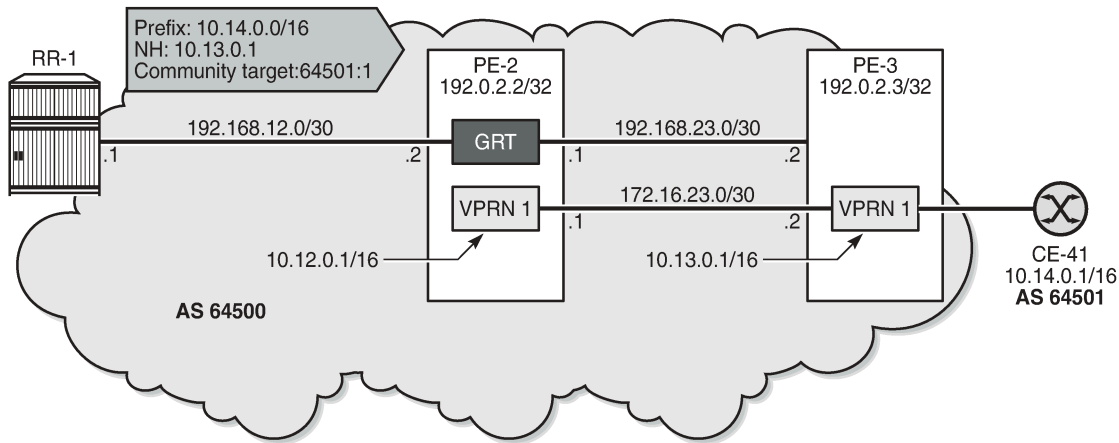 Prefix: 10.14.0.0/16
NH: 10.13.0.1
Community target:64501:1
RR-1
PE-2
192.0.2.2/32
PE-3
192.0.2.3/32
192.168.12.0/30
GRT
192.168.23.0/30
.1
.2
.1
.2
VPRN 1
172.16.23.0/30
VPRN 1
.1
.2
10.12.0.1/16
10.13.0.1/16
CE-41
10.14.0.1/16
AS 64501
AS 64500